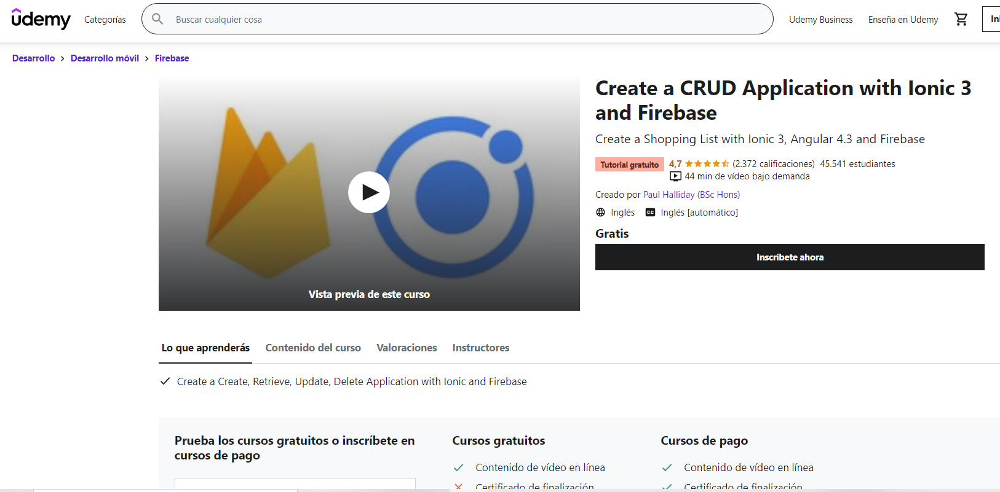 udemy
Categorías
Buscar cualquier cosa
Udemy Business
Enseña en Udemy
Desarrollo > Desarrollo móvil > Firebase
Create a CRUD Application with Ionic 3
and Firebase
Create a Shopping List with Ionic 3, Angular 4.3 and Firebase
Tutorial gratuito 4,7 (2.372 calificaciones) 45.541 estudiantes
44 min de vídeo bajo demanda
Creado por Paul Halliday (BSc Hons)
Inglés CC Inglés [automático]
Gratis
Inscríbete ahora
Vista previa de este curso
Lo que aprenderás
Contenido del curso
Valoraciones
Instructores
Create a Create, Retrieve, Update, Delete Application with Ionic and Firebase
Prueba los cursos gratuitos o inscríbete en
cursos de pago
Cursos gratuitos
Contenido de vídeo en línea
Certificado de finalización
Cursos de pago
Contenido de vídeo en línea
Certificado de finalización